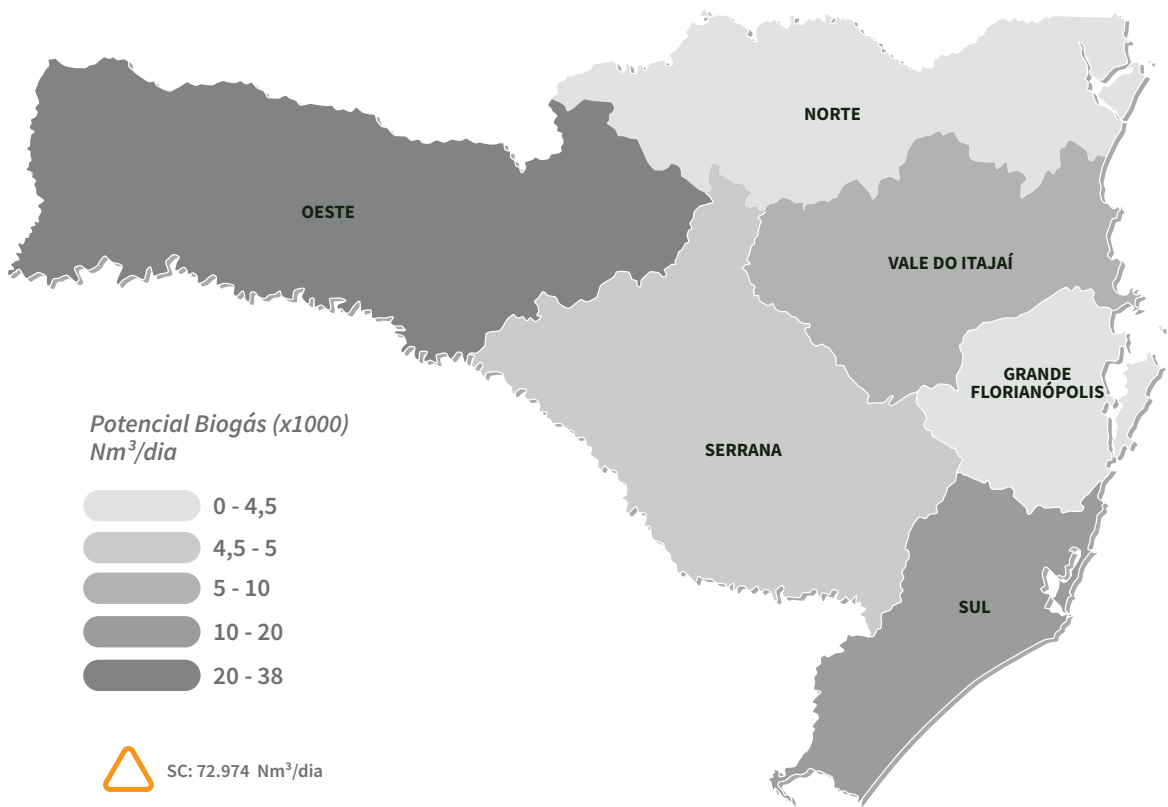 NORTE
OESTE
VALE DO ITAJAÍ
GRANDE
FLORIANÓPOLIS
SERRANA
SUL
Potencial Biogás (x1000)
Nm³/dia
0 - 4,5
4,5 - 5
5 - 10
10 - 20
20 - 38
SC: 72.974 Nm³/dia